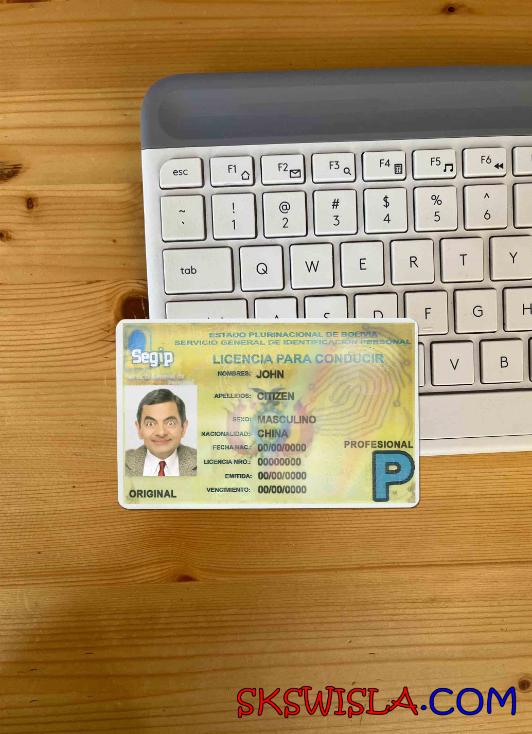 esc F1 F2 F3 F4 F5 F6
~ ! @ # $ % ^
` 1 2 3 4 5 6
tab Q W E R T Y
A S D F G H
V B
ESTADO PLURINACIONAL DE BOLIVIA
SERVICIO GENERAL DE IDENTIFICACIÓN PERSONAL
Segip
LICENCIA PARA CONDUCIR
NOMBRES: JOHN
APELLIDOS: CITIZEN
SEXO: MASCULINO
NACIONALIDAD: CHINA
FECHA NAC.: 00/00/0000
LICENCIA NRO.: 00000000
EMITIDA: 00/00/0000
VENCIMIENTO: 00/00/0000
ORIGINAL
PROFESIONAL
P
SKSWISLA.COM